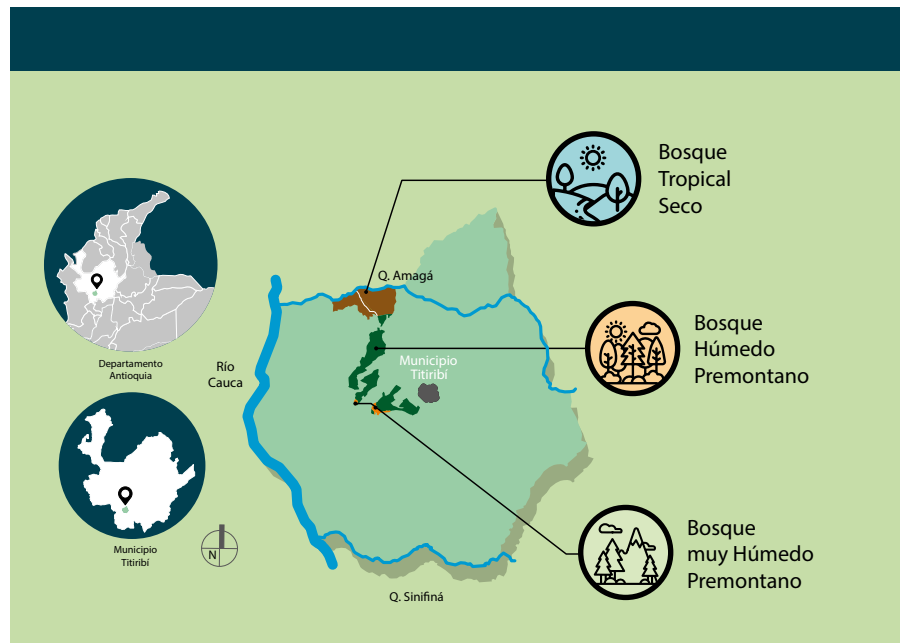 Bosque
Tropical
Seco
Q. Amagá
Bosque
Húmedo
Premontano
Municipio
Titiribí
Departamento
Antioquia
Río
Cauca
Municipio
Titiribí
N
Bosque
muy Húmedo
Premontano
Q. Sinifiná